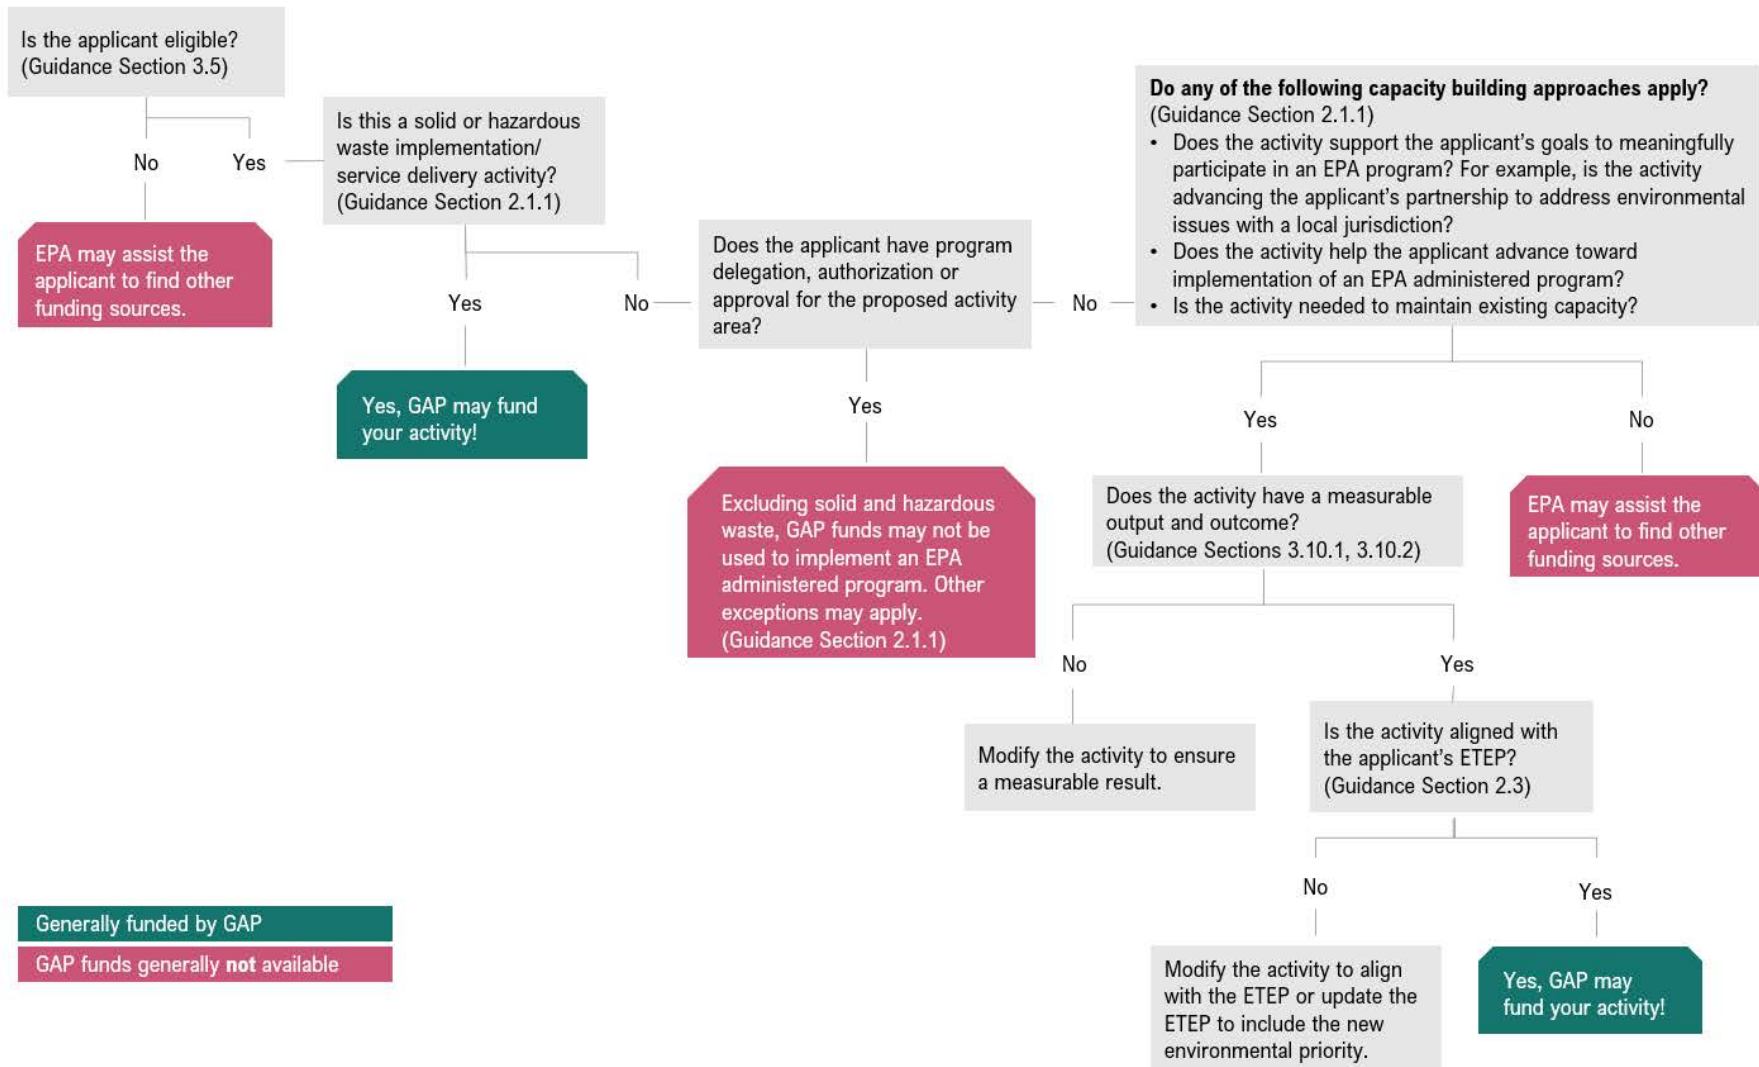 Is the applicant eligible?
(Guidance Section 3.5)
No
Yes
EPA may assist the
applicant to find other
funding sources.
Is this a solid or hazardous
waste implementation/
service delivery activity?
(Guidance Section 2.1.1)
Yes
No
Yes, GAP may fund
your activity!
Does the applicant have program
delegation, authorization or
approval for the proposed activity
area?
No
Yes
Excluding solid and hazardous
waste, GAP funds may not be
used to implement an EPA
administered program. Other
exceptions may apply.
(Guidance Section 2.1.1)
Do any of the following capacity building approaches apply?
(Guidance Section 2.1.1)
• Does the activity support the applicant's goals to meaningfully
participate in an EPA program? For example, is the activity
advancing the applicant's partnership to address environmental
issues with a local jurisdiction?
• Does the activity help the applicant advance toward
implementation of an EPA administered program?
• Is the activity needed to maintain existing capacity?
Yes
No
Does the activity have a measurable
output and outcome?
(Guidance Sections 3.10.1, 3.10.2)
EPA may assist the
applicant to find other
funding sources.
No
Yes
Modify the activity to ensure
a measurable result.
Is the activity aligned with
the applicant's ETEP?
(Guidance Section 2.3)
No
Yes
Modify the activity to align
with the ETEP or update the
ETEP to include the new
environmental priority.
Yes, GAP may
fund your activity!
Generally funded by GAP
GAP funds generally not available